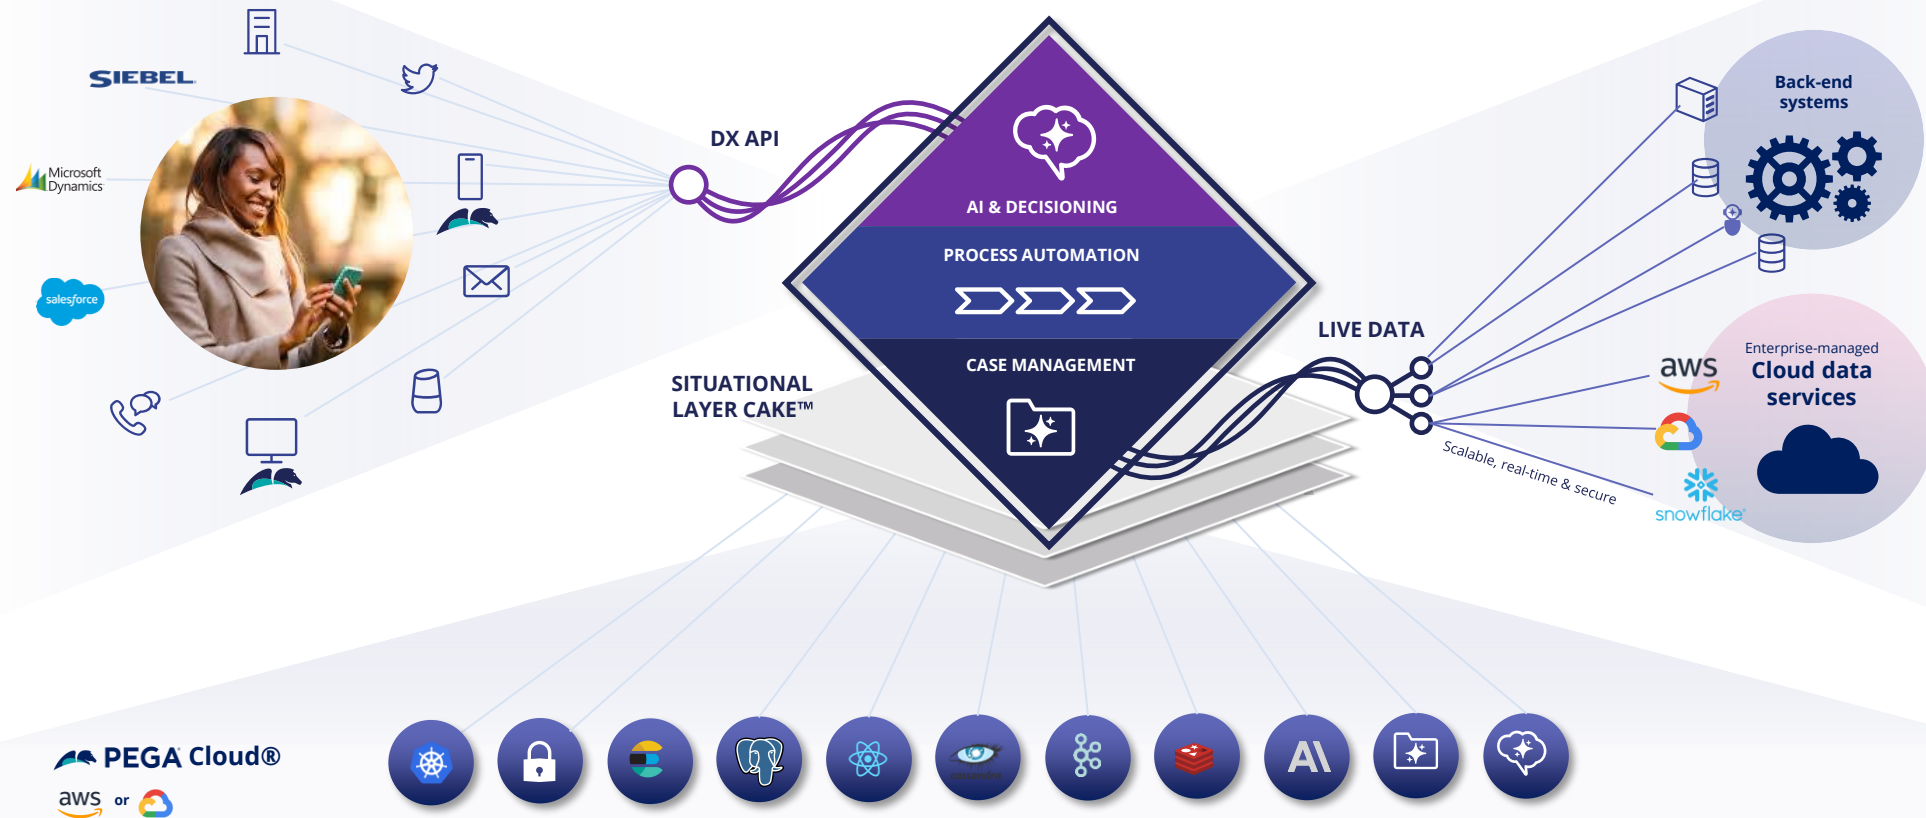 SIEBEL
Microsoft
Dynamics
salesforce
DX API
SITUATIONAL
LAYER CAKE™
AI & DECISIONING
PROCESS AUTOMATION
CASE MANAGEMENT
LIVE DATA
Scalable, real-time & secure
Back-end
systems
Enterprise-managed
Cloud data
services
aws
snowflake
PEGA Cloud®
aws or
cassandra
A\